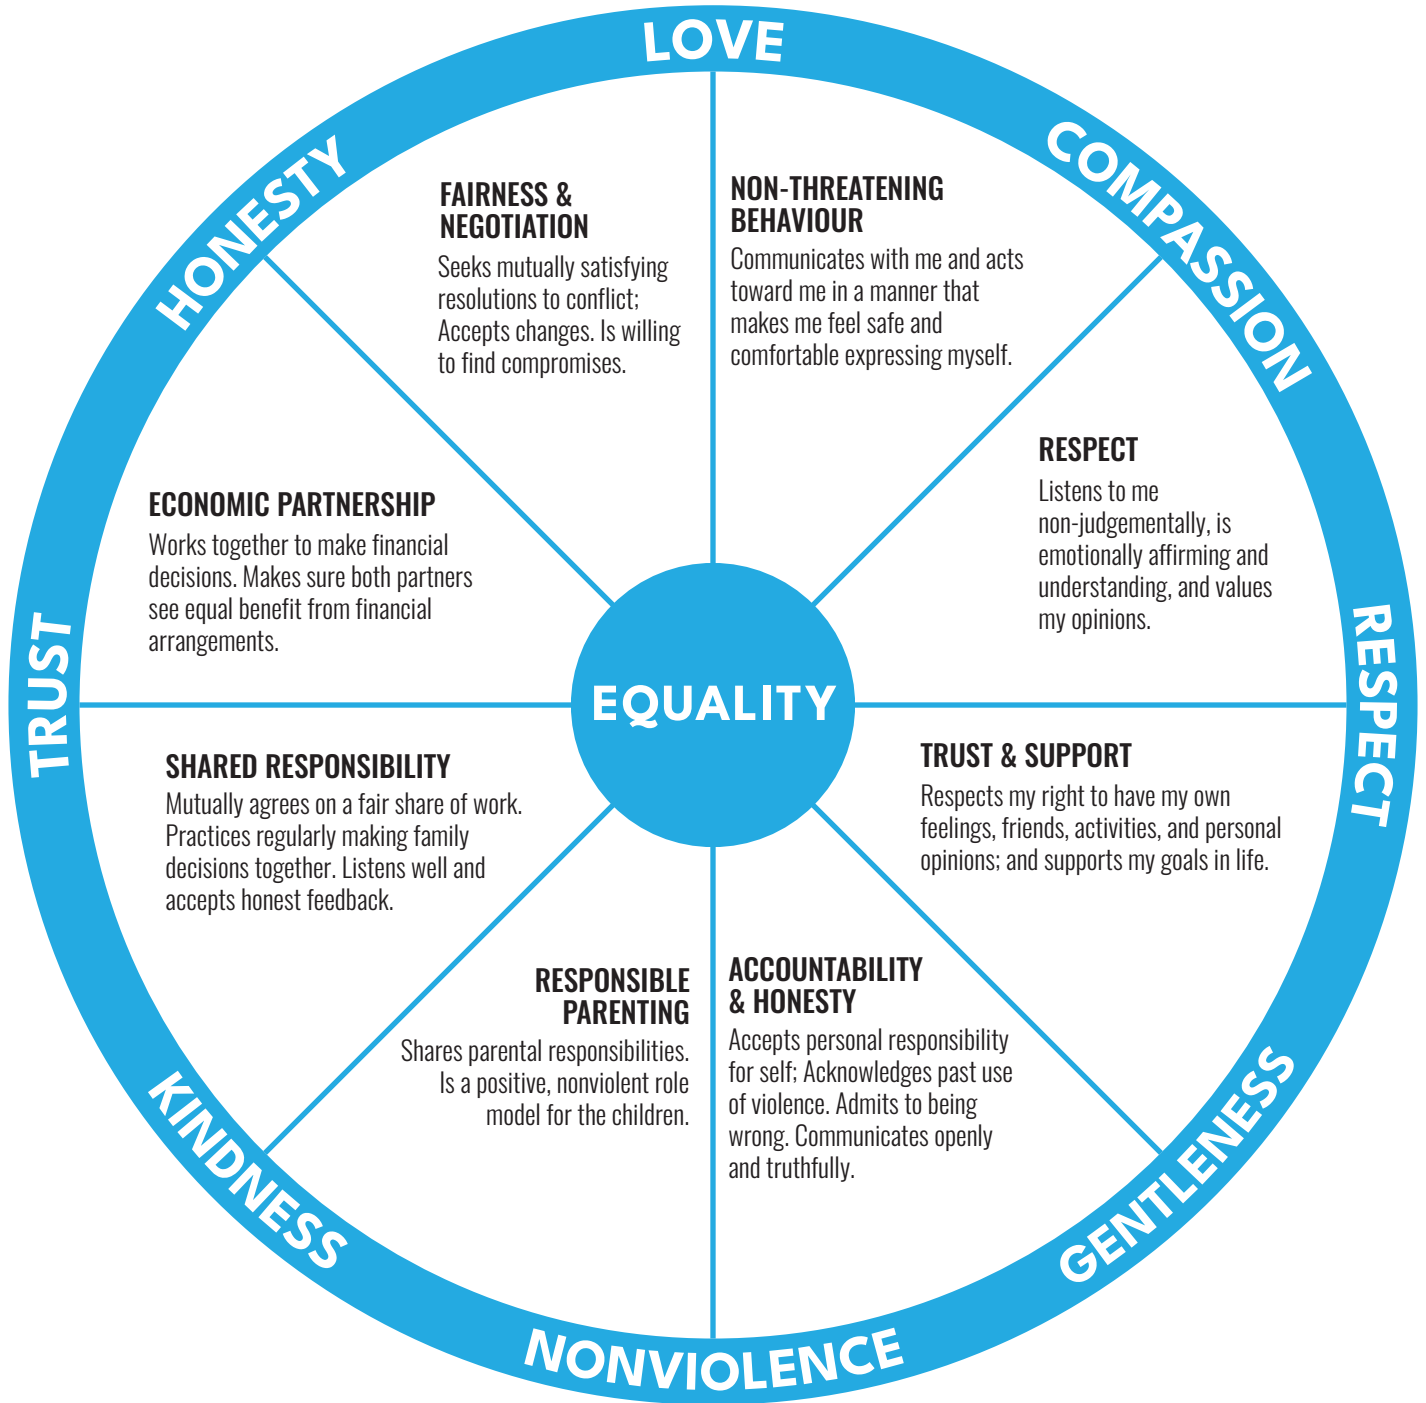 LOVE
COMPASSION
RESPECT
GENTLENESS
NONVIOLENCE
KINDNESS
TRUST
HONESTY
EQUALITY
NON-THREATENING
BEHAVIOUR
Communicates with me and acts
toward me in a manner that
makes me feel safe and
comfortable expressing myself.
RESPECT
Listens to me
non-judgementally, is
emotionally affirming and
understanding, and values
my opinions.
TRUST & SUPPORT
Respects my right to have my own
feelings, friends, activities, and personal
opinions; and supports my goals in life.
ACCOUNTABILITY
& HONESTY
Accepts personal responsibility
for self; Acknowledges past use
of violence. Admits to being
wrong. Communicates openly
and truthfully.
RESPONSIBLE
PARENTING
Shares parental responsibilities.
Is a positive, nonviolent role
model for the children.
SHARED RESPONSIBILITY
Mutually agrees on a fair share of work.
Practices regularly making family
decisions together. Listens well and
accepts honest feedback.
ECONOMIC PARTNERSHIP
Works together to make financial
decisions. Makes sure both partners
see equal benefit from financial
arrangements.
FAIRNESS &
NEGOTIATION
Seeks mutually satisfying
resolutions to conflict;
Accepts changes. Is willing
to find compromises.